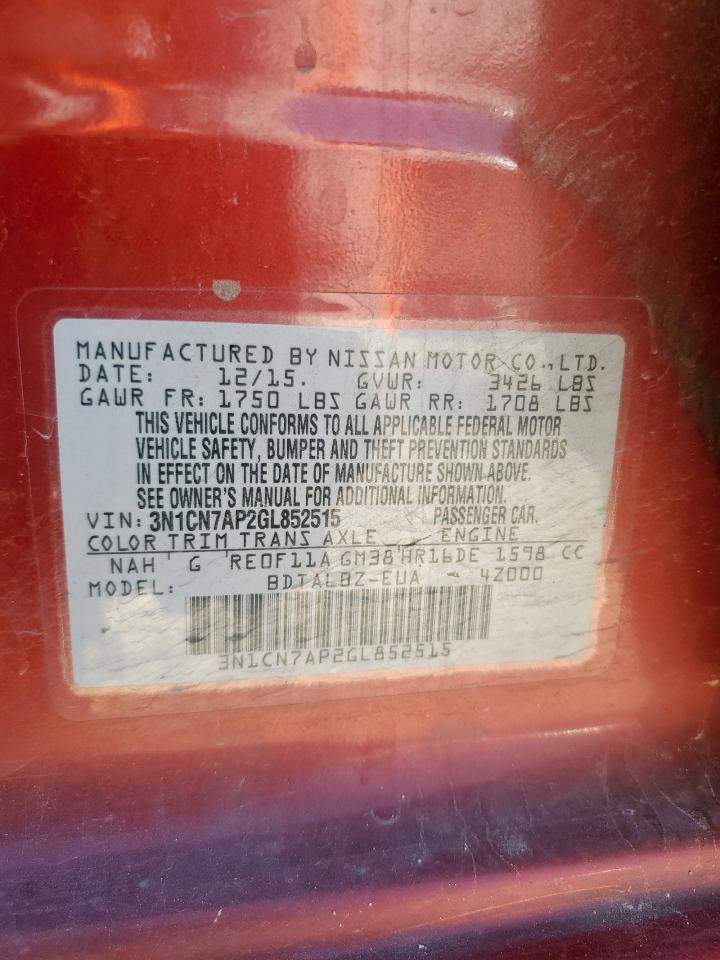 MANUFACTURED BY NISSAN MOTOR CO.,LTD.
DATE: 12/15. GVWR: 3426 LBS
GAWR FR: 1750 LBS GAWR RR: 1708 LBS
THIS VEHICLE CONFORMS TO ALL APPLICABLE FEDERAL MOTOR
VEHICLE SAFETY, BUMPER AND THEFT PREVENTION STANDARDS
IN EFFECT ON THE DATE OF MANUFACTURE SHOWN ABOVE.
SEE OWNER'S MANUAL FOR ADDITIONAL INFORMATION.
VIN: 3N1CN7AP2GL852515 PASSENGER CAR.
COLOR TRIM TRANS AXLE ENGINE
NAH G RE0F11A GM38 HR16DE 1598 CC
MODEL: BDTALBZ-EUA - 4Z000
3N1CN7AP2GL852515